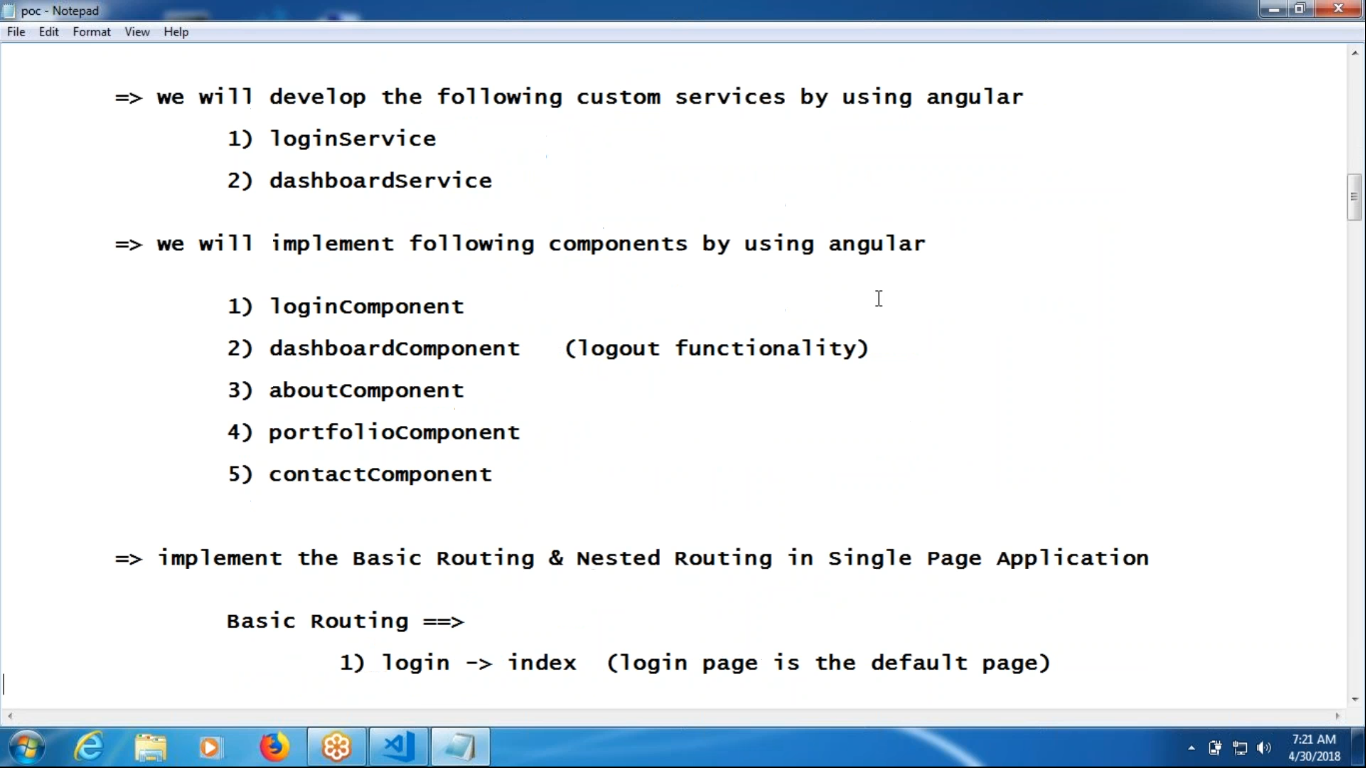 poc - Notepad
File Edit Format View Help
=> we will develop the following custom services by using angular
1) loginService
2) dashboardService
=> we will implement following components by using angular
1) loginComponent
2) dashboardComponent (logout functionality)
3) aboutComponent
4) portfolioComponent
5) contactComponent
=> implement the Basic Routing & Nested Routing in Single Page Application
Basic Routing ==>
1) login -> index (login page is the default page)
7:21 AM
4/30/2018